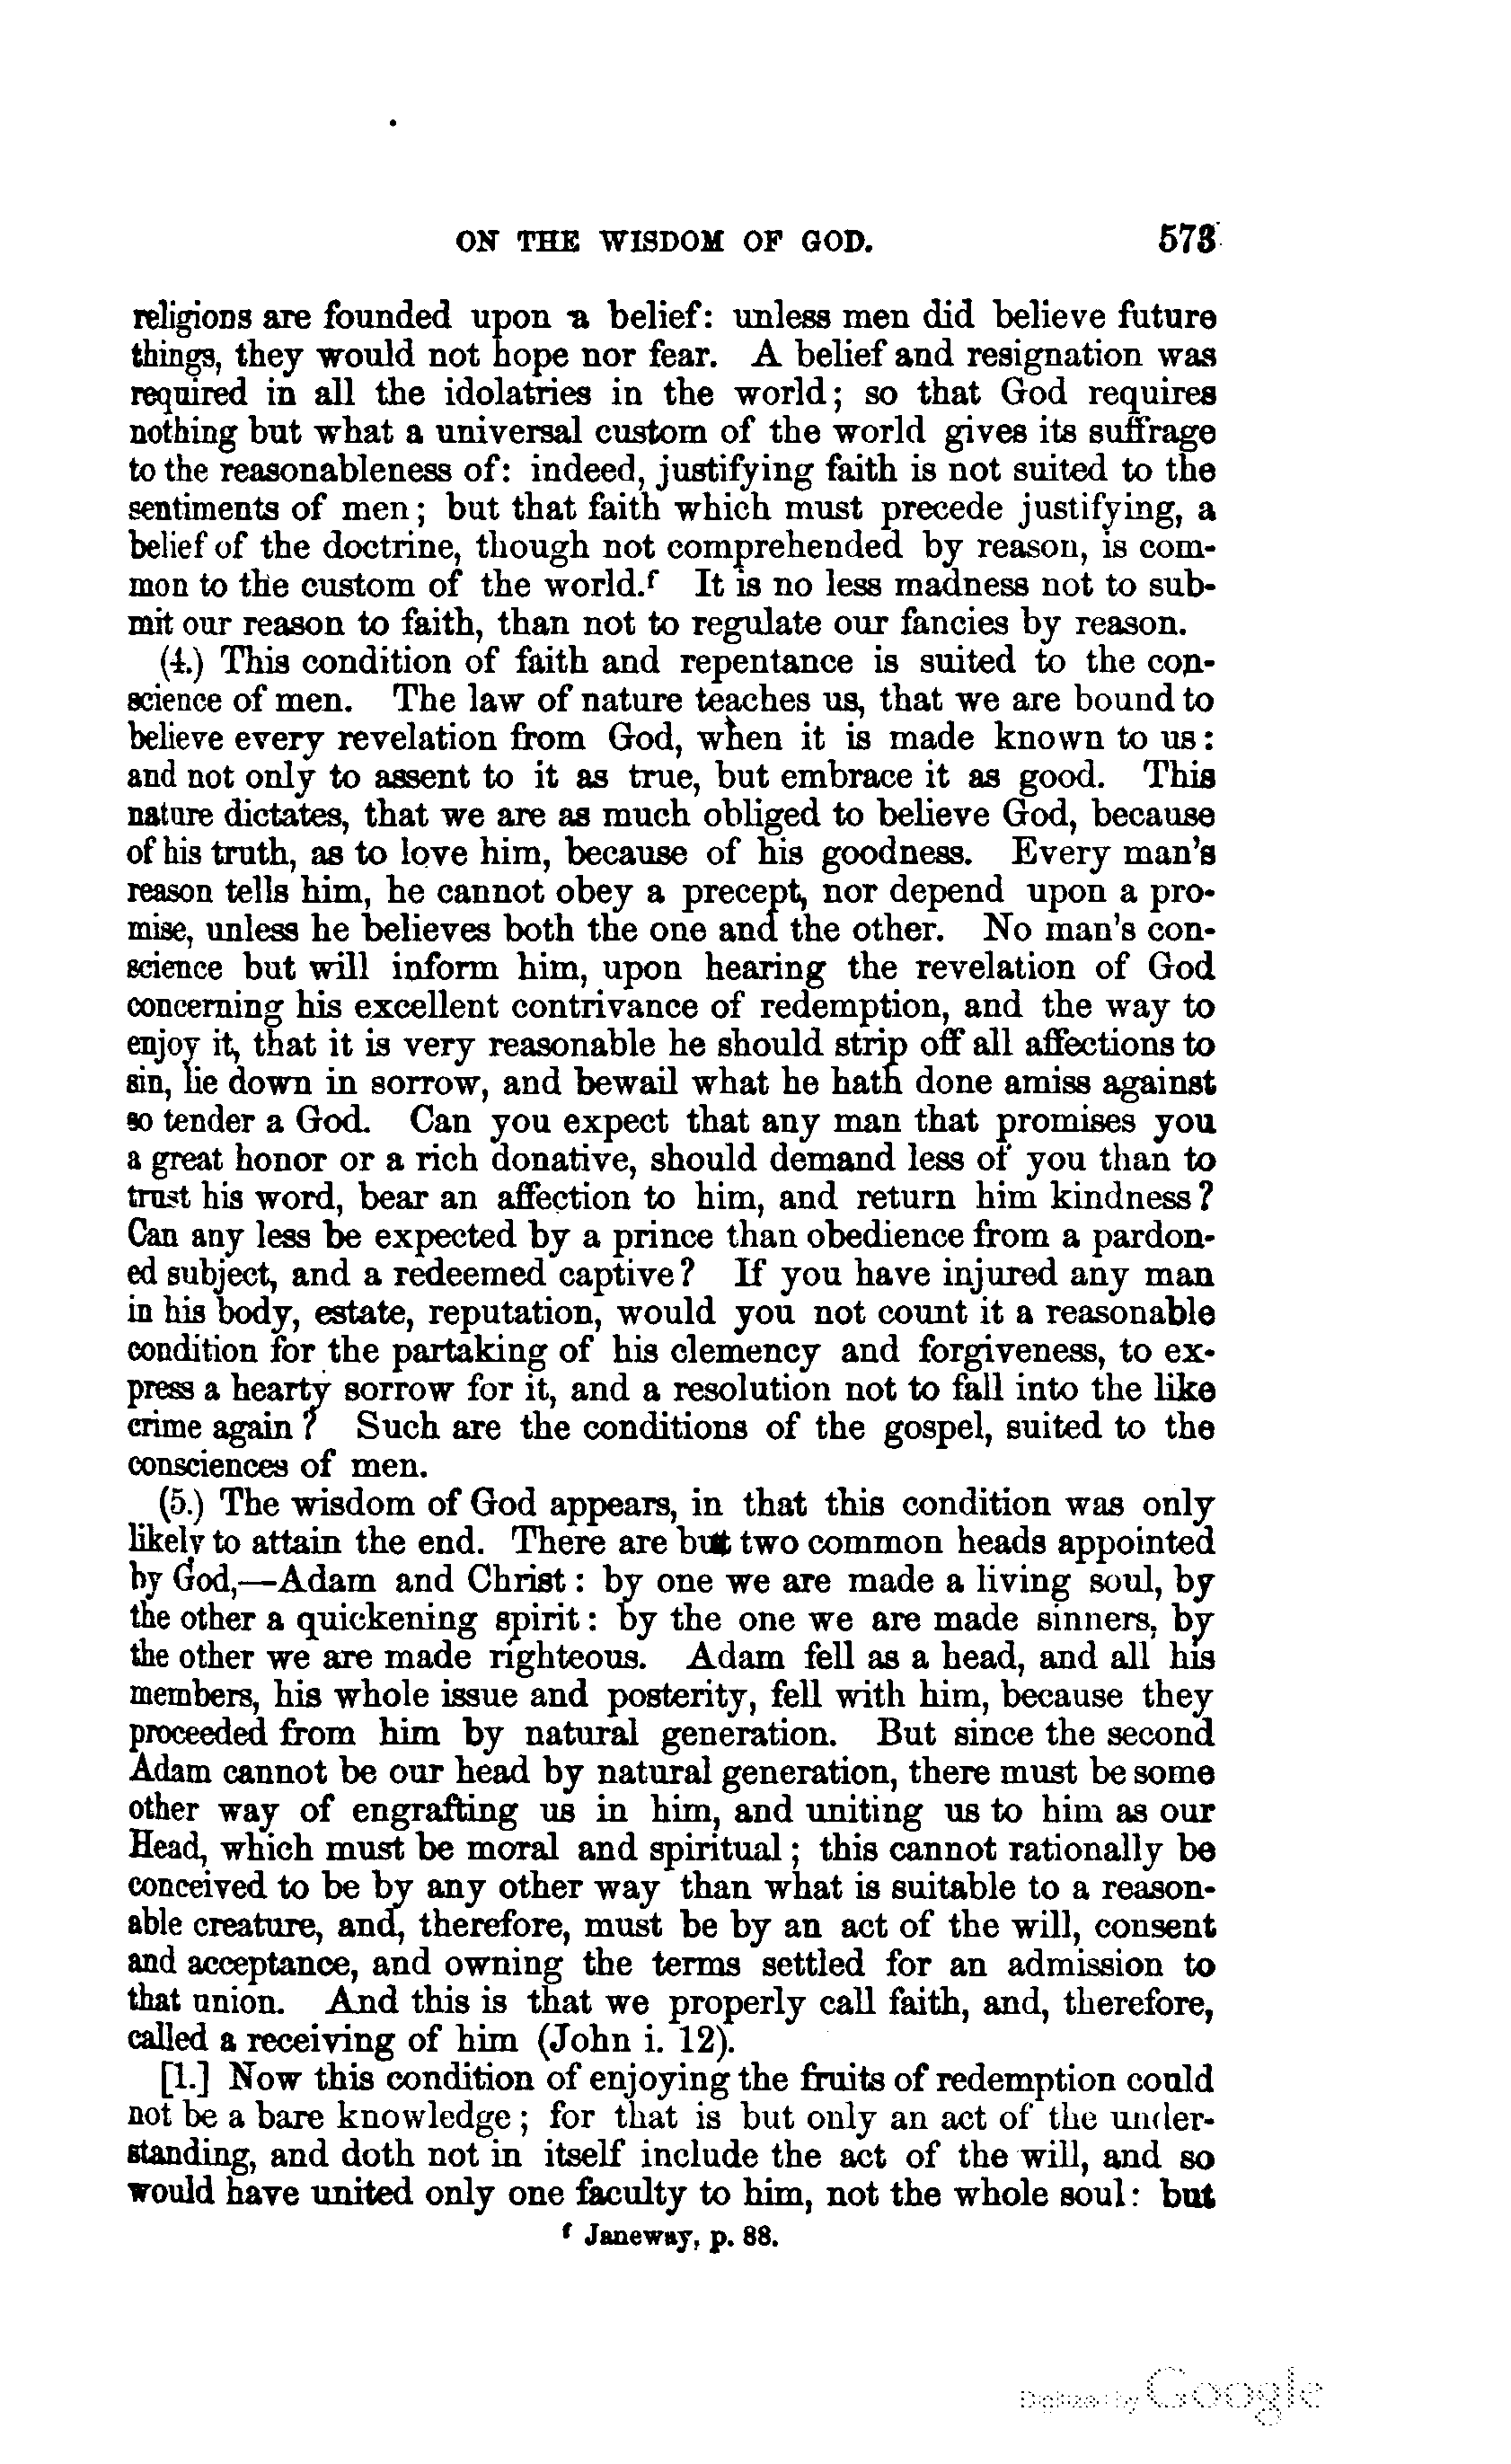 ON THE WISDOM OF GOD. 573
religions are founded upon a belief: unless men did believe future
things, they would not hope nor fear. A belief and resignation was
required in all the idolatries in the world; so that God requires
nothing but what a universal custom of the world gives its suffrage
to the reasonableness of: indeed, justifying faith is not suited to the
sentiments of men; but that faith which must precede justifying, a
belief of the doctrine, though not comprehended by reason, is com-
mon to the custom of the world.f It is no less madness not to sub-
mit our reason to faith, than not to regulate our fancies by reason.
(4.) This condition of faith and repentance is suited to the con-
science of men. The law of nature teaches us, that we are bound to
believe every revelation from God, when it is made known to us:
and not only to assent to it as true, but embrace it as good. This
nature dictates, that we are as much obliged to believe God, because
of his truth, as to love him, because of his goodness. Every man's
reason tells him, he cannot obey a precept, nor depend upon a pro-
mise, unless he believes both the one and the other. No man's con-
science but will inform him, upon hearing the revelation of God
concerning his excellent contrivance of redemption, and the way to
enjoy it, that it is very reasonable he should strip off all affections to
sin, lie down in sorrow, and bewail what he hath done amiss against
so tender a God. Can you expect that any man that promises you
a great honor or a rich donative, should demand less of you than to
trust his word, bear an affection to him, and return him kindness?
Can any less be expected by a prince than obedience from a pardon-
ed subject, and a redeemed captive? If you have injured any man
in his body, estate, reputation, would you not count it a reasonable
condition for the partaking of his clemency and forgiveness, to ex-
press a hearty sorrow for it, and a resolution not to fall into the like
crime again? Such are the conditions of the gospel, suited to the
consciences of men.
(5.) The wisdom of God appears, in that this condition was only
likely to attain the end. There are but two common heads appointed
by God,—Adam and Christ: by one we are made a living soul, by
the other a quickening spirit: by the one we are made sinners, by
the other we are made righteous. Adam fell as a head, and all his
members, his whole issue and posterity, fell with him, because they
proceeded from him by natural generation. But since the second
Adam cannot be our head by natural generation, there must be some
other way of engrafting us in him, and uniting us to him as our
Head, which must be moral and spiritual; this cannot rationally be
conceived to be by any other way than what is suitable to a reason-
able creature, and, therefore, must be by an act of the will, consent
and acceptance, and owning the terms settled for an admission to
that union. And this is that we properly call faith, and, therefore,
called a receiving of him (John i. 12).
[1.] Now this condition of enjoying the fruits of redemption could
not be a bare knowledge; for that is but only an act of the under-
standing, and doth not in itself include the act of the will, and so
would have united only one faculty to him, not the whole soul: but
f Janeway, p. 88.
Digitized by Google